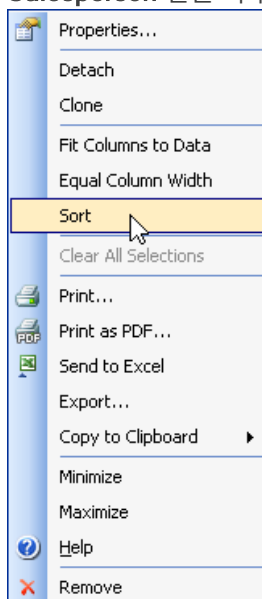 Properties...
Detach
Clone
Fit Columns to Data
Equal Column Width
Sort
Clear All Selections
Print...
Print as PDF...
Send to Excel
Export...
Copy to Clipboard
Minimize
Maximize
Help
Remove